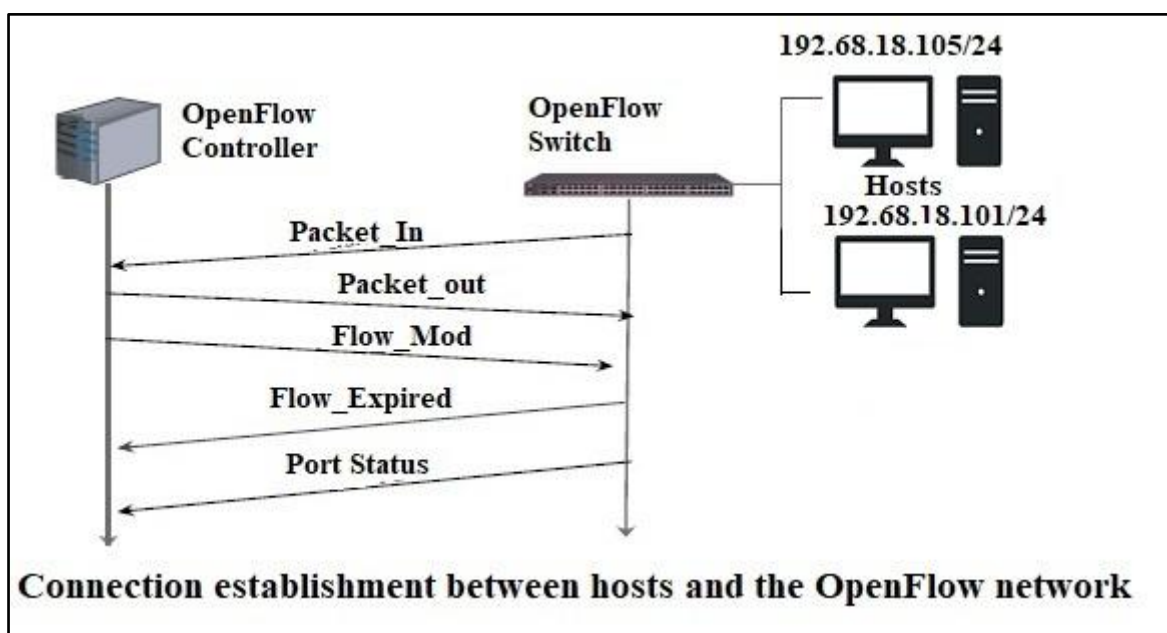 192.68.18.105/24
OpenFlow
Controller
OpenFlow
Switch
Hosts
192.68.18.101/24
Packet_In
Packet_out
Flow_Mod
Flow_Expired
Port Status
Connection establishment between hosts and the OpenFlow network